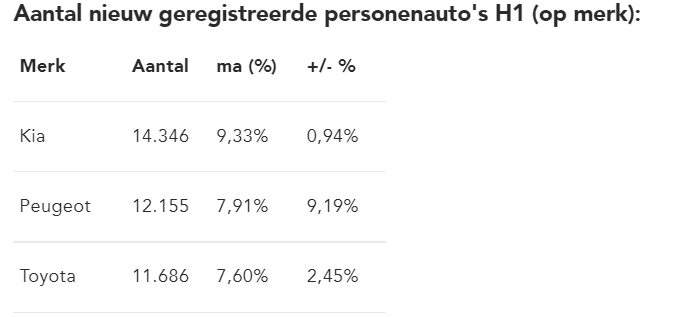 Aantal nieuw geregistreerde personenauto's H1 (op merk):
Merk Aantal ma (%) +/- %
Kia 14.346 9,33% 0,94%
Peugeot 12.155 7,91% 9,19%
Toyota 11.686 7,60% 2,45%